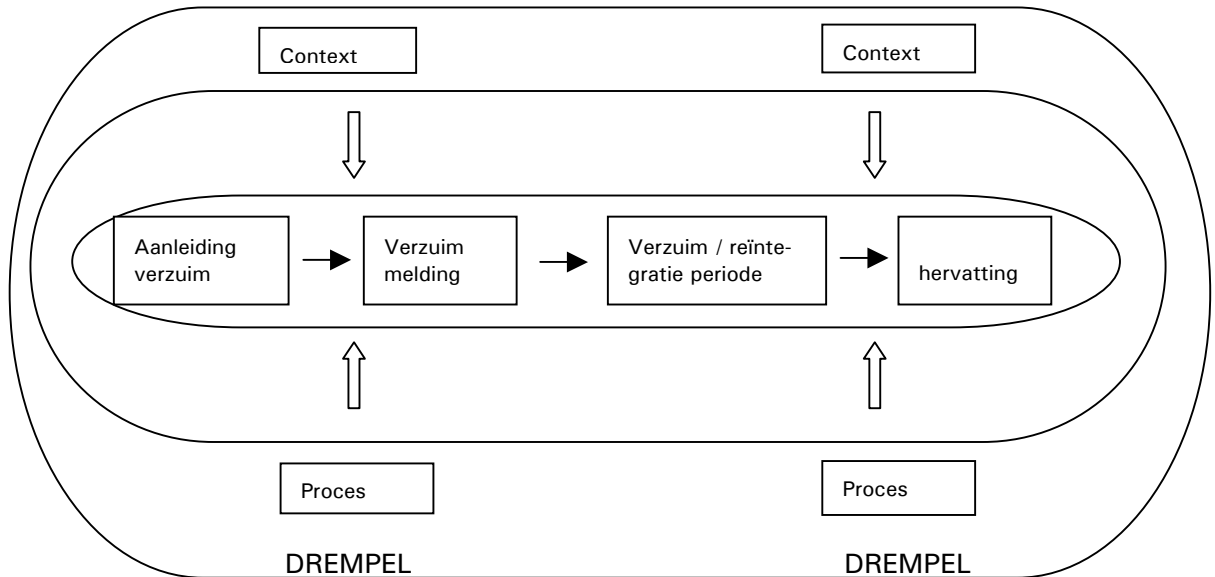 Context
Context
Aanleiding
verzuim
Verzuim
melding
Verzuim / reïnte-
gratie periode
hervatting
Proces
Proces
DREMPEL
DREMPEL